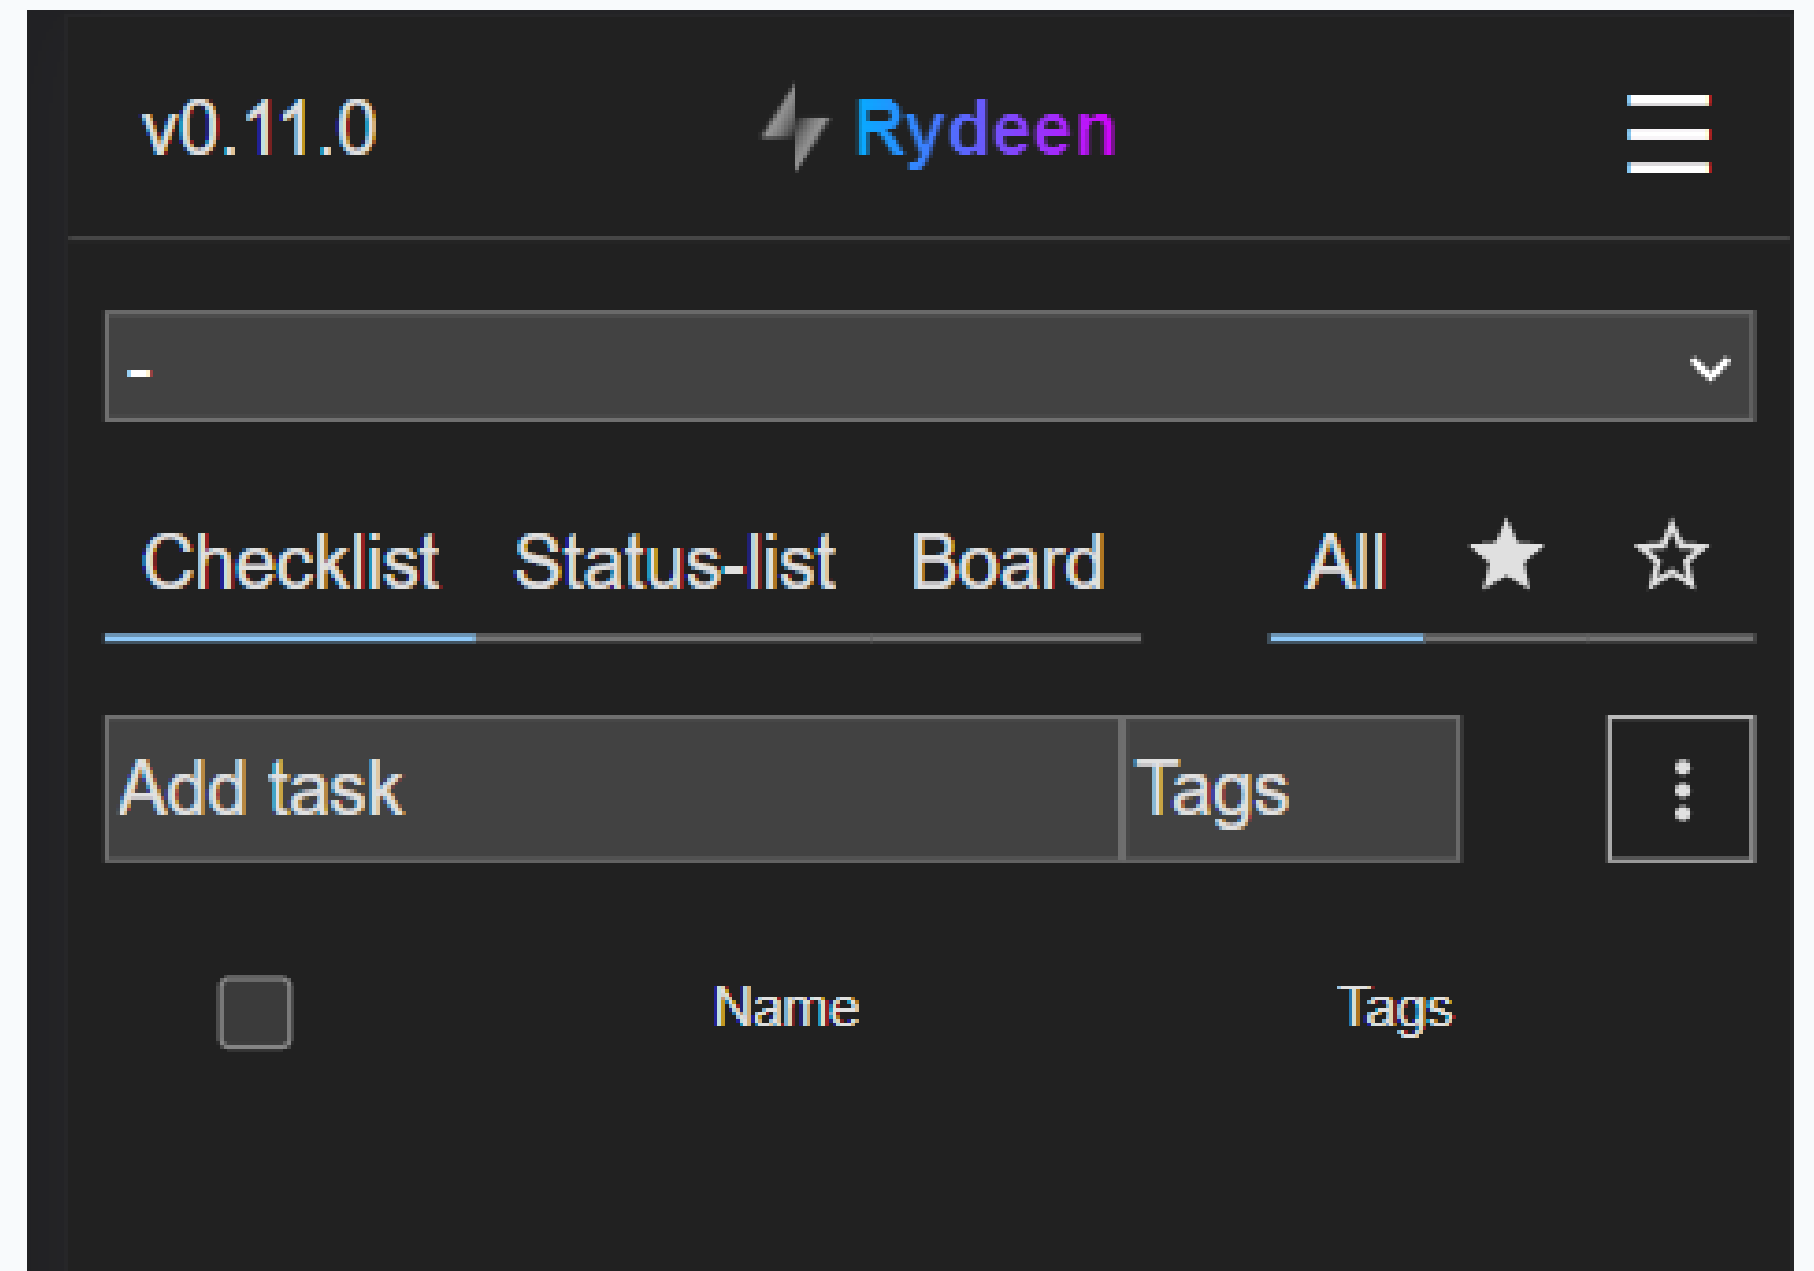 v0.11.0 Rydeen
-
Checklist Status-list Board All
Add task Tags
Name Tags